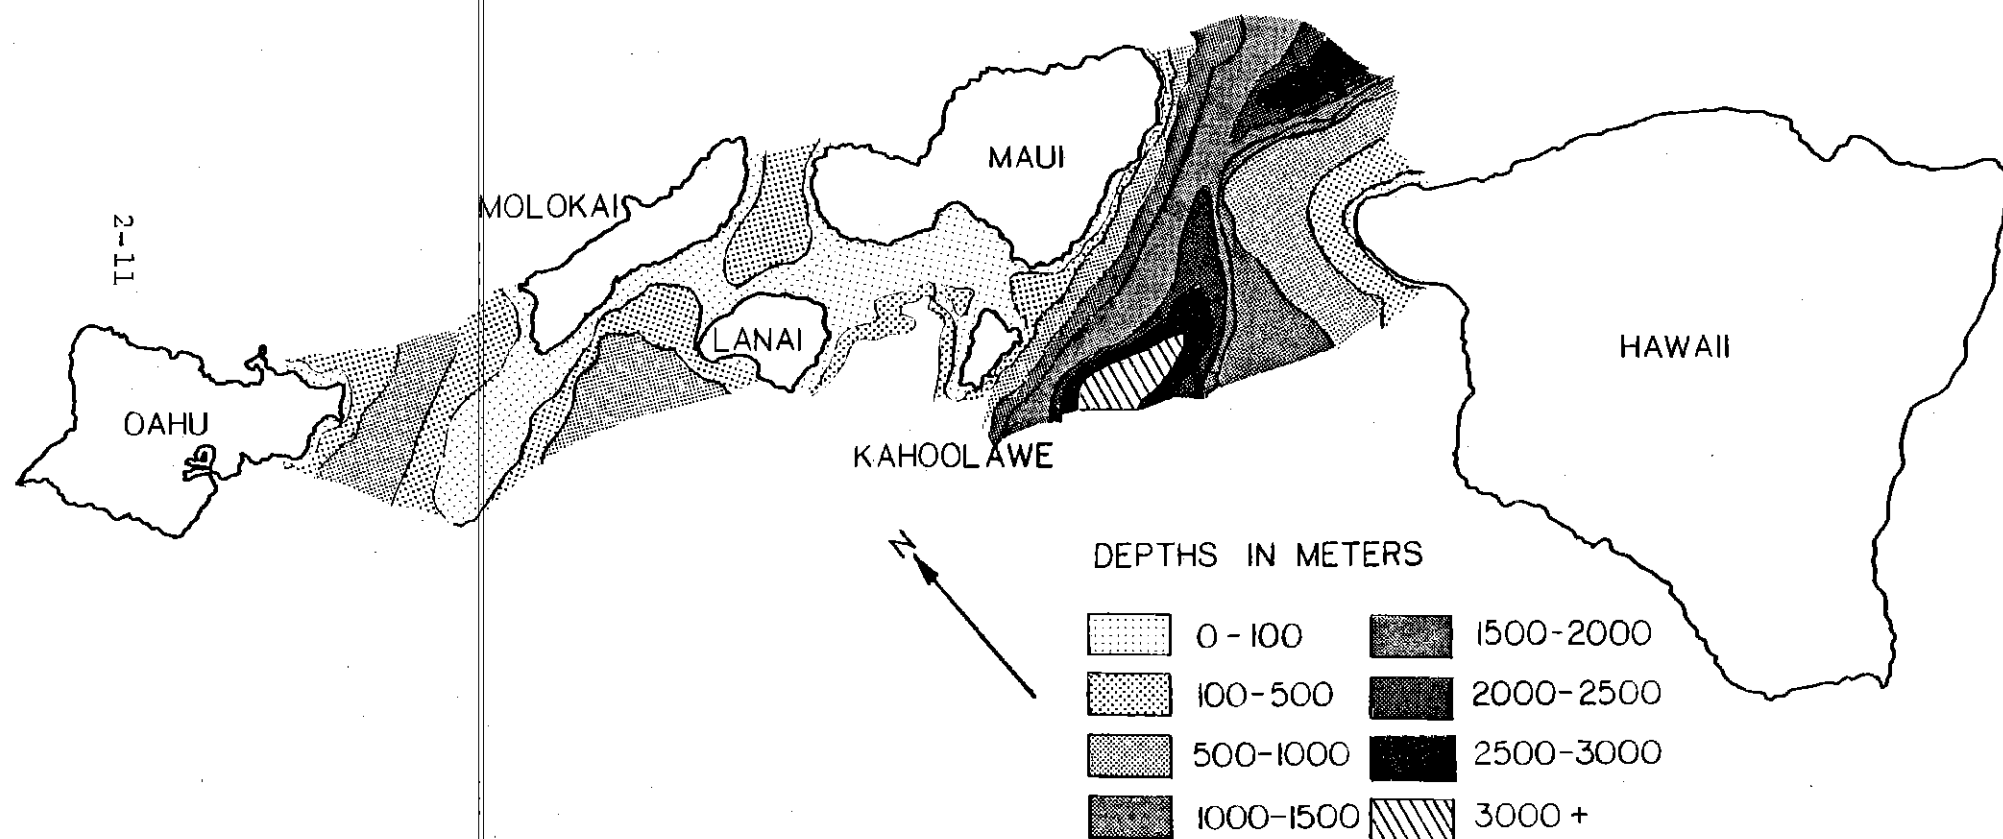 MAUI
MOLOKAI
2-11
LANAI
HAWAII
OAHU
KAHOOLAWE
N
DEPTHS IN METERS
0-100
100-500
500-1000
1000-1500
1500-2000
2000-2500
2500-3000
3000+